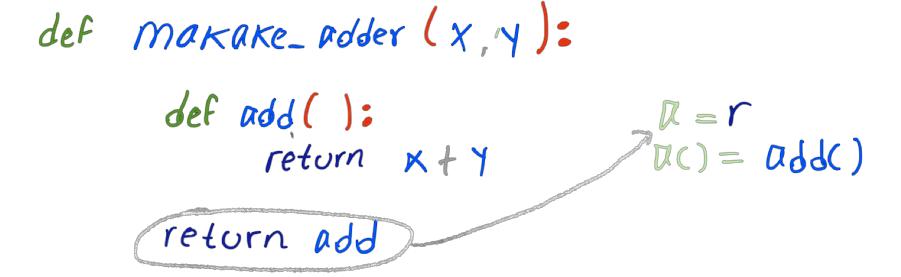 def makake_adder (x, y):
def add( ):
return x + y
return add
a = r
a() = add()